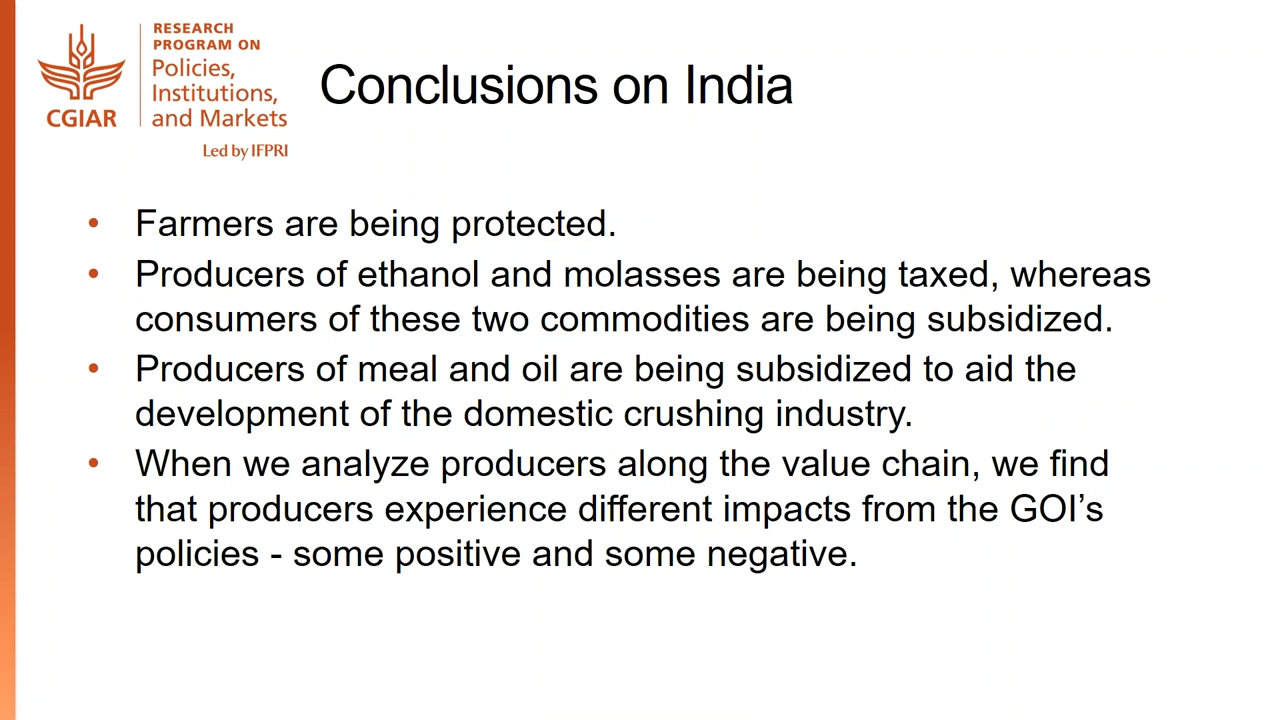 RESEARCH
PROGRAM ON
Policies,
Institutions,
and Markets
CGIAR
Led by IFPRI
Conclusions on India
• Farmers are being protected.
• Producers of ethanol and molasses are being taxed, whereas
consumers of these two commodities are being subsidized.
• Producers of meal and oil are being subsidized to aid the
development of the domestic crushing industry.
• When we analyze producers along the value chain, we find
that producers experience different impacts from the GOI’s
policies - some positive and some negative.